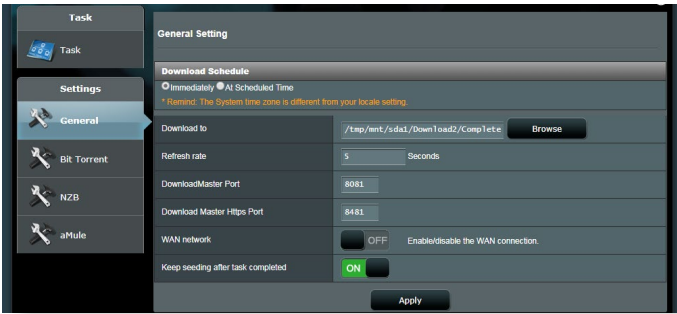 Task
Task
Settings
General
Bit Torrent
NZB
aMule
General Setting
Download Schedule
Immediately At Scheduled Time
* Remind: The System time zone is different from your locale setting.
Download to /tmp/mnt/sda1/Download2/Complete Browse
Refresh rate 5 Seconds
DownloadMaster Port 8081
Download Master Https Port 8481
WAN network OFF Enable/disable the WAN connection.
Keep seeding after task completed ON
Apply